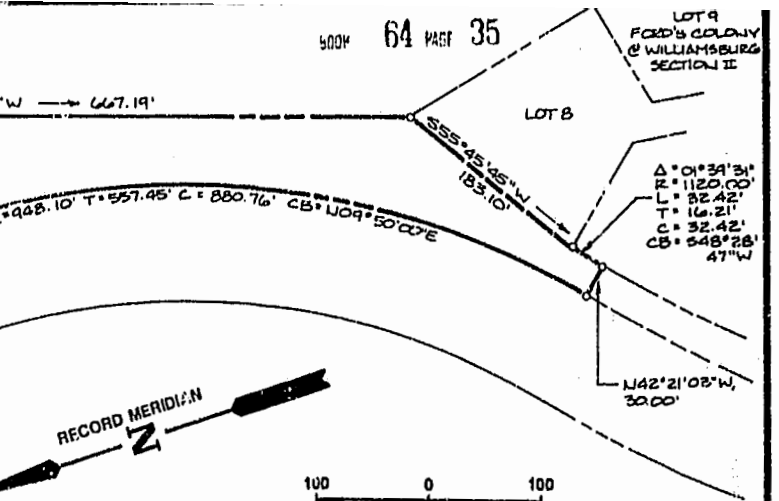 BOOK 64 PAGE 35
LOT 9
FORD'S COLONY
@ WILLIAMSBURG
SECTION II
"W → 667.19'
LOT 8
S55°45'45"W →
183.10'
Δ = 01°39'31"
R = 1120.00'
L = 32.42'
T = 16.21'
C = 32.42'
CB = S48°28'
47"W
=948.10' T=557.45' C = 880.76' CB = N09°50'00"E
N42°21'03"W,
30.00'
RECORD MERIDIAN
N
100 0 100